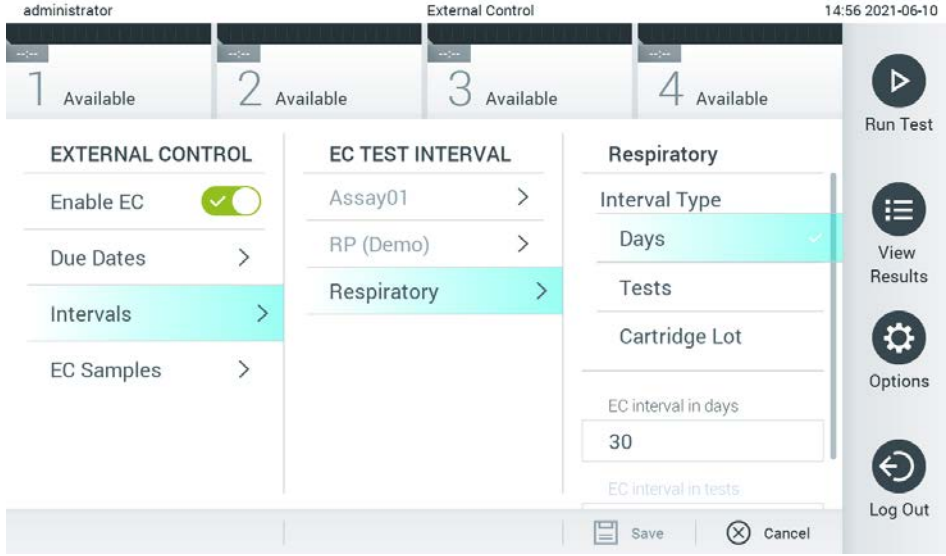 administrator External Control 14:56 2021-06-10
--:-- --:-- --:-- --:--
1 Available 2 Available 3 Available 4 Available
Run Test
View Results
Options
Log Out
EXTERNAL CONTROL
Enable EC
Due Dates
Intervals
EC Samples
EC TEST INTERVAL
Assay01
RP (Demo)
Respiratory
Respiratory
Interval Type
Days
Tests
Cartridge Lot
EC interval in days
30
EC interval in tests
Save Cancel